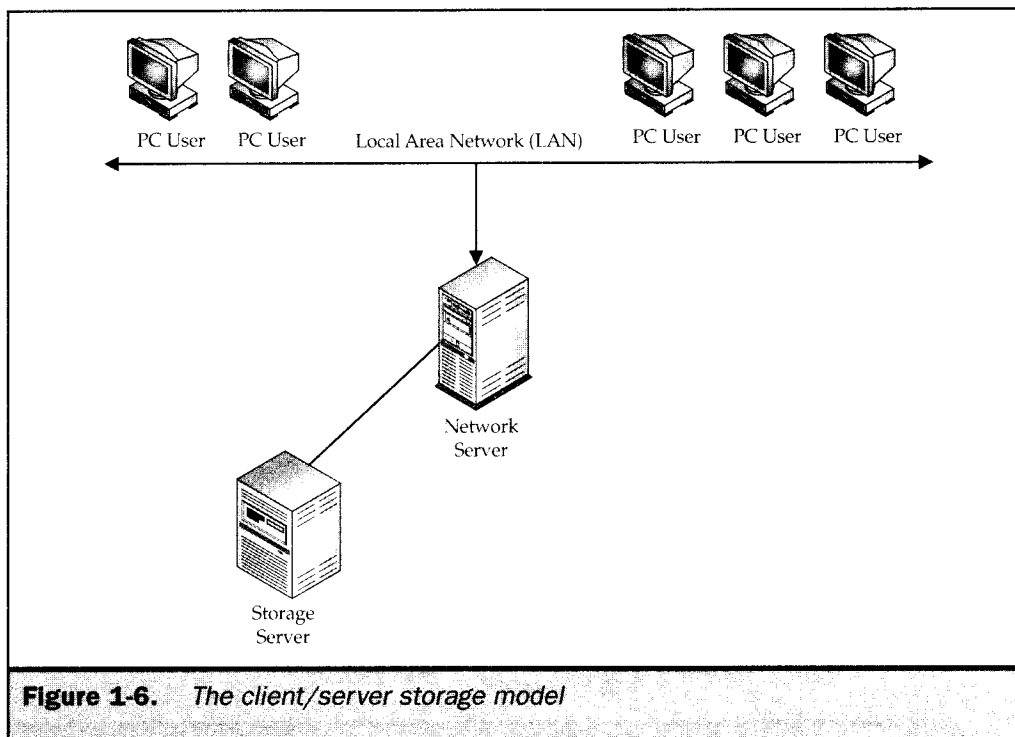 PC User
PC User
Local Area Network (LAN)
PC User
PC User
PC User
Network
Server
Storage
Server
Figure 1-6. The client/server storage model